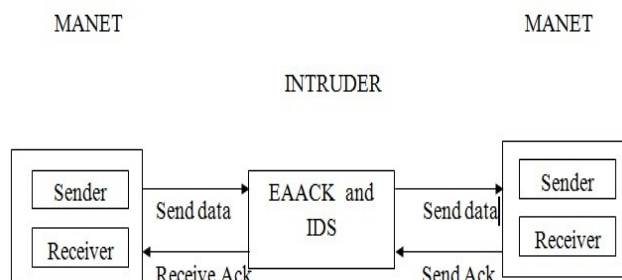 MANET
MANET
INTRUDER
Sender
Receiver
Send data
Receive Ack
EAACK and
IDS
Send data
Send Ack
Sender
Receiver